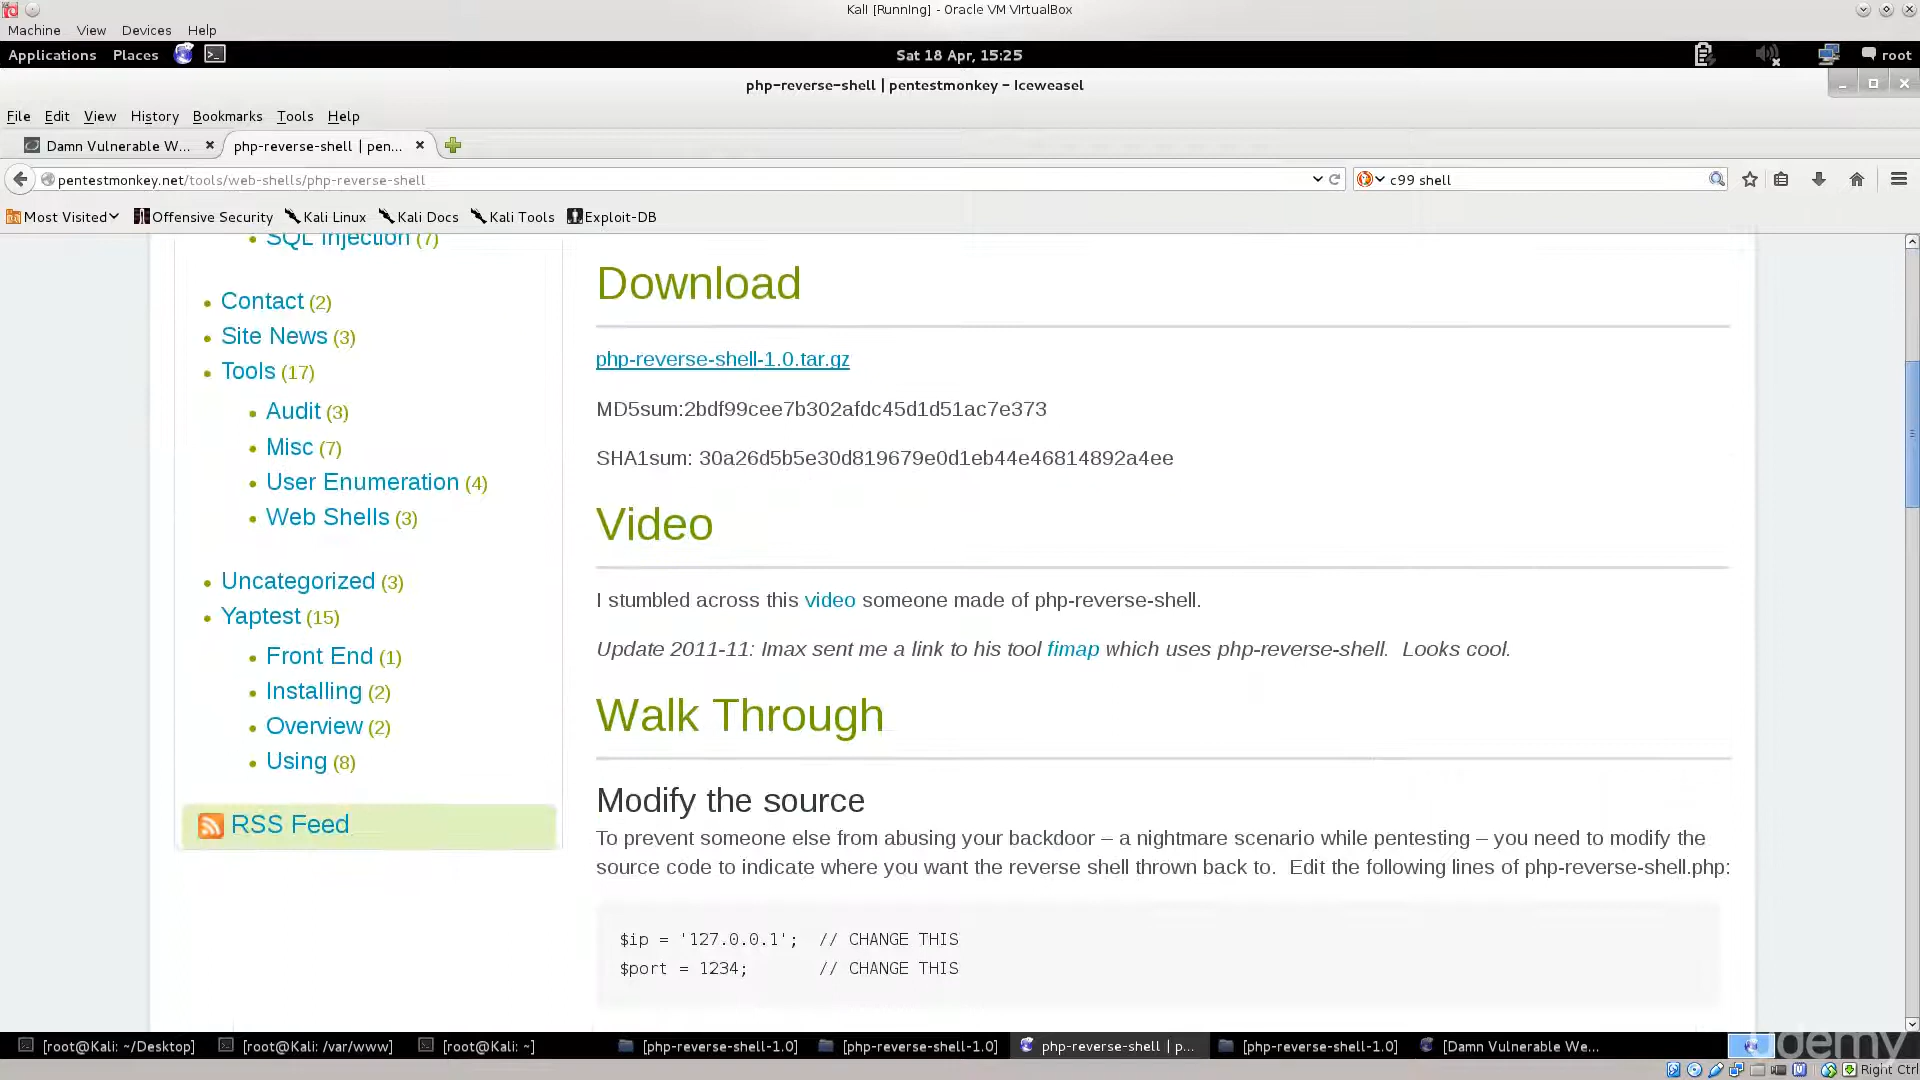 Kali [Running] - Oracle VM VirtualBox
Machine View Devices Help
Applications Places Sat 18 Apr, 15:25 root
php-reverse-shell | pentestmonkey - Iceweasel
File Edit View History Bookmarks Tools Help
Damn Vulnerable W... php-reverse-shell | pen...
pentestmonkey.net/tools/web-shells/php-reverse-shell c99 shell
Most Visited Offensive Security Kali Linux Kali Docs Kali Tools Exploit-DB
SQL Injection (7)
Contact (2)
Site News (3)
Tools (17)
Audit (3)
Misc (7)
User Enumeration (4)
Web Shells (3)
Uncategorized (3)
Yaptest (15)
Front End (1)
Installing (2)
Overview (2)
Using (8)
RSS Feed
Download
php-reverse-shell-1.0.tar.gz
MD5sum:2bdf99cee7b302afdc45d1d51ac7e373
SHA1sum: 30a26d5b5e30d819679e0d1eb44e46814892a4ee
Video
I stumbled across this video someone made of php-reverse-shell.
Update 2011-11: Imax sent me a link to his tool fimap which uses php-reverse-shell.  Looks cool.
Walk Through
Modify the source
To prevent someone else from abusing your backdoor – a nightmare scenario while pentesting – you need to modify the
source code to indicate where you want the reverse shell thrown back to.  Edit the following lines of php-reverse-shell.php:
$ip = '127.0.0.1';  // CHANGE THIS
$port = 1234;       // CHANGE THIS
[root@Kali: ~/Desktop] [root@Kali: /var/www] [root@Kali: ~] [php-reverse-shell-1.0] [php-reverse-shell-1.0] php-reverse-shell | p... [php-reverse-shell-1.0] [Damn Vulnerable We...
udemy
Right Ctrl